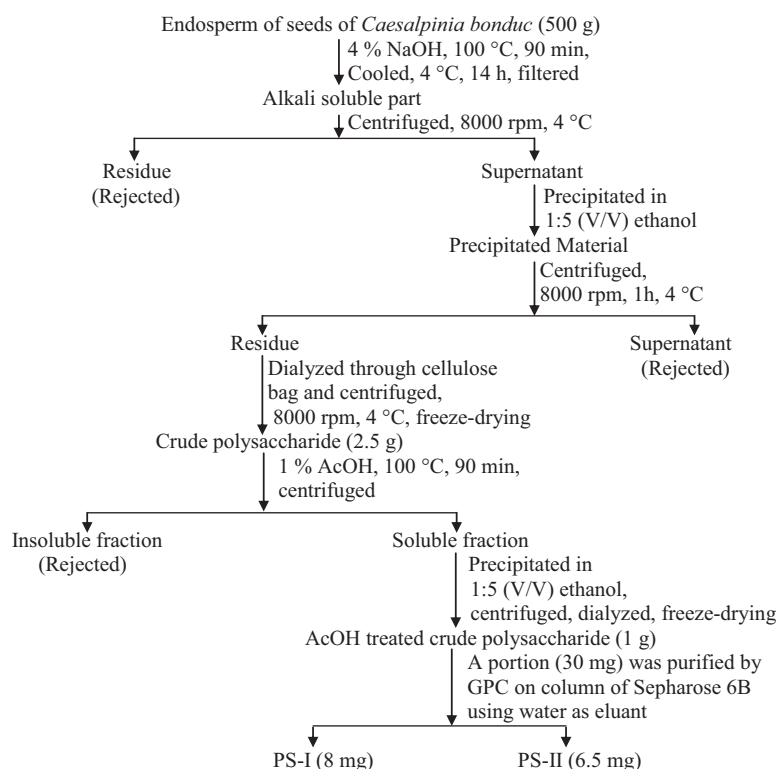 Endosperm of seeds of Caesalpinia bonduc (500 g)
4 % NaOH, 100 °C, 90 min,
Cooled, 4 °C, 14 h, filtered
Alkali soluble part
Centrifuged, 8000 rpm, 4 °C
Residue
(Rejected)
Supernatant
Precipitated in
1:5 (V/V) ethanol
Precipitated Material
Centrifuged,
8000 rpm, 1h, 4 °C
Residue
Supernatant
(Rejected)
Dialyzed through cellulose
bag and centrifuged,
8000 rpm, 4 °C, freeze-drying
Crude polysaccharide (2.5 g)
1 % AcOH, 100 °C, 90 min,
centrifuged
Insoluble fraction
(Rejected)
Soluble fraction
Precipitated in
1:5 (V/V) ethanol,
centrifuged, dialyzed, freeze-drying
AcOH treated crude polysaccharide (1 g)
A portion (30 mg) was purified by
GPC on column of Sepharose 6B
using water as eluant
PS-I (8 mg)
PS-II (6.5 mg)